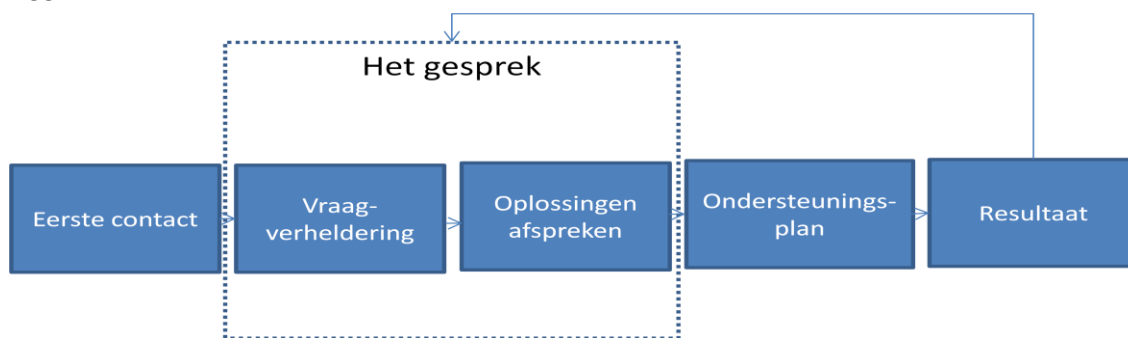 Het gesprek
Eerste contact
Vraag-
verheldering
Oplossingen
afspreken
Ondersteunings-
plan
Resultaat